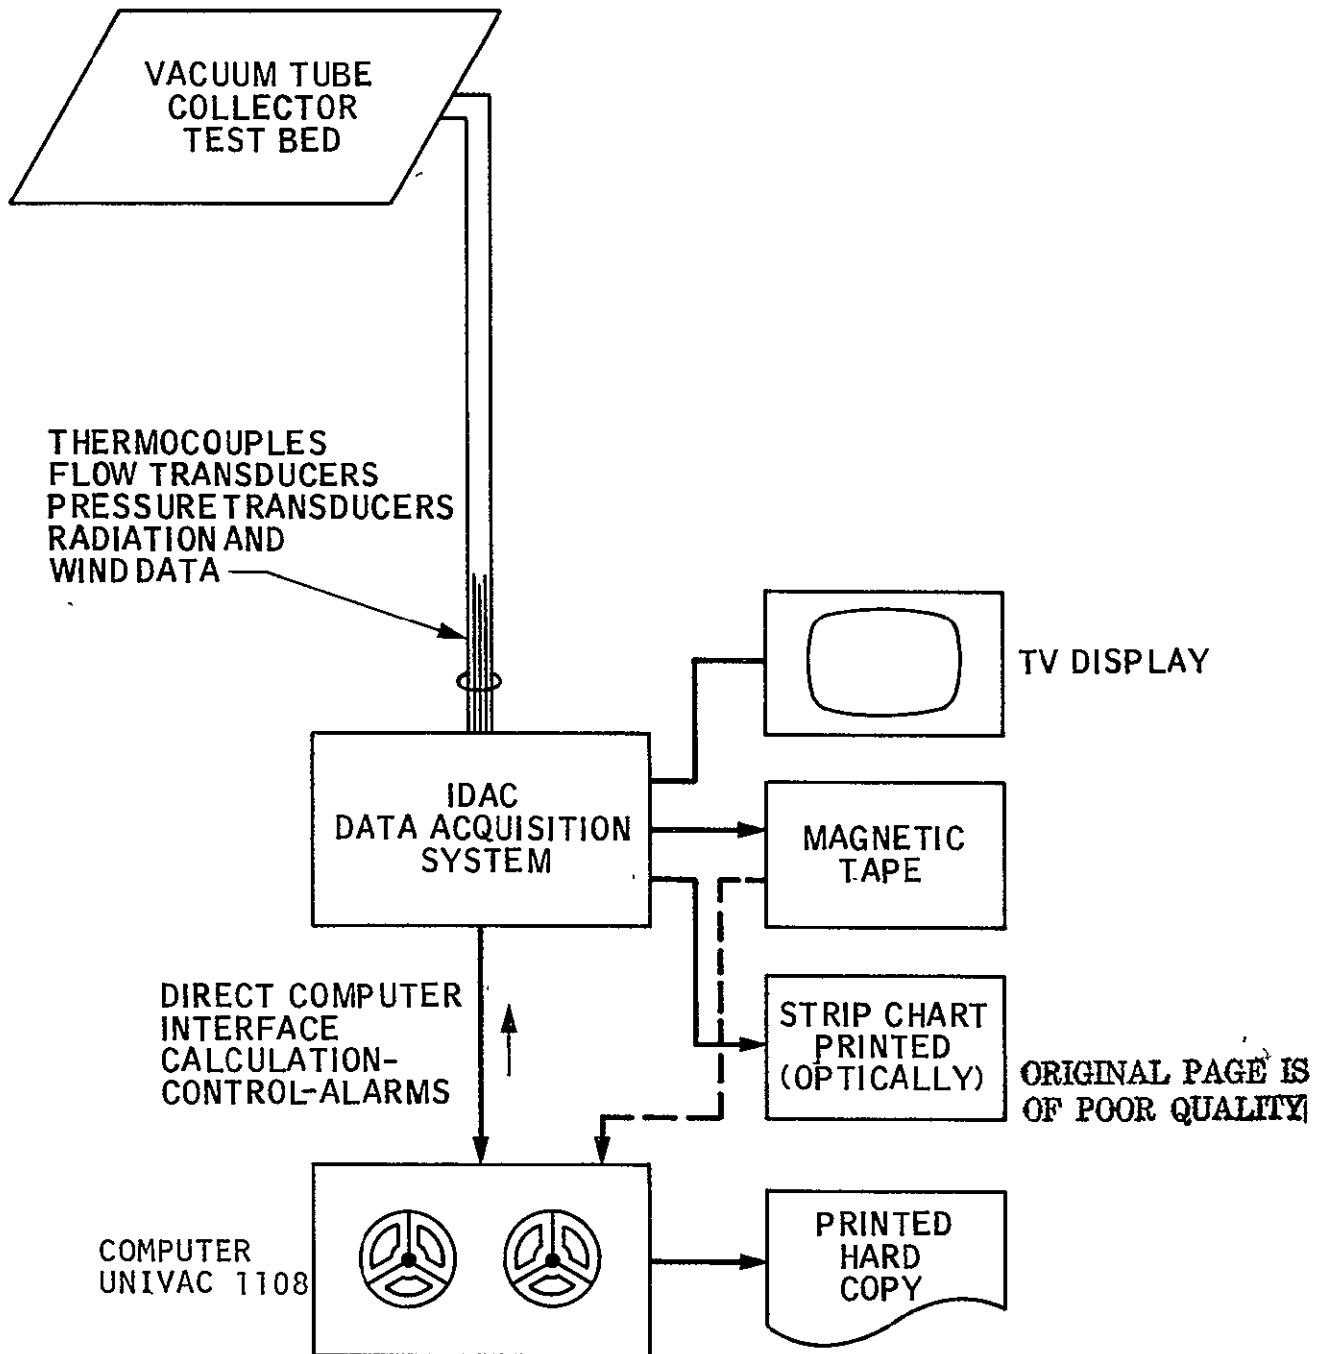 VACUUM TUBE
COLLECTOR
TEST BED
THERMOCOUPLES
FLOW TRANSDUCERS
PRESSURE TRANSDUCERS
RADIATION AND
WIND DATA
TV DISPLAY
IDAC
DATA ACQUISITION
SYSTEM
MAGNETIC
TAPE
DIRECT COMPUTER
INTERFACE
CALCULATION-
CONTROL-ALARMS
STRIP CHART
PRINTED
(OPTICALLY)
ORIGINAL PAGE IS
OF POOR QUALITY
COMPUTER
UNIVAC 1108
PRINTED
HARD
COPY